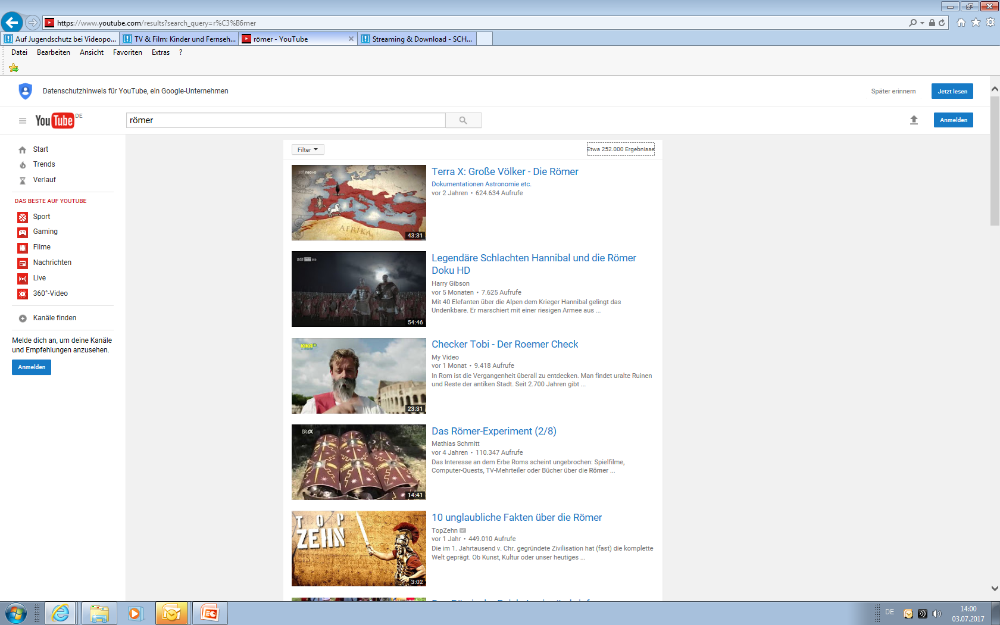 https://www.youtube.com/results?search_query=r%C3%B6mer
Auf Jugendschutz bei Videopo...
TV & Film: Kinder und Fernseh...
römer - YouTube
Streaming & Download - SCH...
Datei Bearbeiten Ansicht Favoriten Extras ?
Datenschutzhinweis für YouTube, ein Google-Unternehmen
Später erinnern
Jetzt lesen
YouTube DE
römer
Anmelden
Start
Trends
Verlauf
DAS BESTE AUF YOUTUBE
Sport
Gaming
Filme
Nachrichten
Live
360°-Video
Kanäle finden
Melde dich an, um deine Kanäle
und Empfehlungen anzusehen.
Anmelden
Filter
Etwa 252.000 Ergebnisse
AFRIKA
43:31
Terra X: Große Völker - Die Römer
Dokumentationen Astronomie etc.
vor 2 Jahren • 624.634 Aufrufe
54:46
Legendäre Schlachten Hannibal und die Römer
Doku HD
Harry Gibson
vor 5 Monaten • 7.625 Aufrufe
Mit 40 Elefanten über die Alpen dem Krieger Hannibal gelingt das
Undenkbare. Er marschiert mit einer riesigen Armee aus ...
KiKA
23:31
Checker Tobi - Der Roemer Check
My Video
vor 1 Monat • 9.418 Aufrufe
In Rom ist die Vergangenheit überall zu entdecken. Man findet uralte Ruinen
und Reste der antiken Stadt. Seit 2.700 Jahren gibt ...
BRα
14:41
Das Römer-Experiment (2/8)
Mathias Schmitt
vor 4 Jahren • 110.347 Aufrufe
Das Interesse an dem Erbe Roms scheint ungebrochen: Spielfilme,
Computer-Quests, TV-Mehrteiler oder Bücher über die Römer ...
TOP
ZEHN
3:02
10 unglaubliche Fakten über die Römer
TopZehn
vor 1 Jahr • 449.010 Aufrufe
Die im 1. Jahrtausend v. Chr. gegründete Zivilisation hat (fast) die komplette
Welt geprägt. Ob Kunst, Kultur oder unser heutiges ...
DE
14:00
03.07.2017